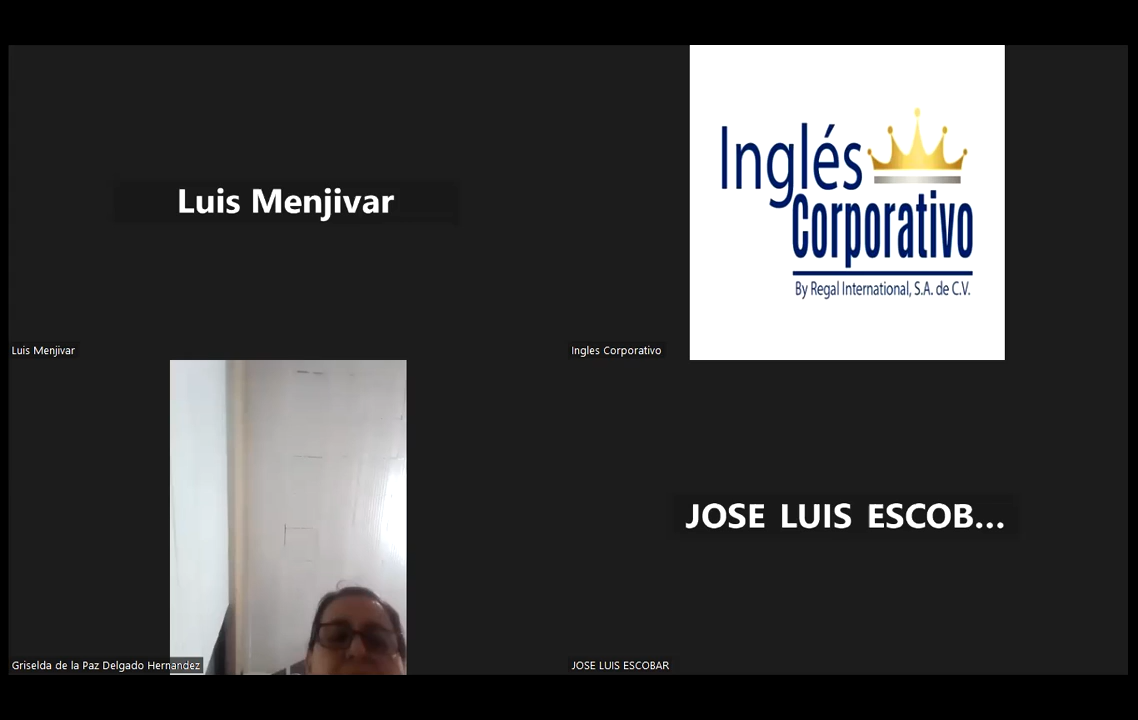 Luis Menjivar
Luis Menjivar
Inglés
Corporativo
By Regal International, S.A. de C.V.
Ingles Corporativo
Griselda de la Paz Delgado Hernandez
JOSE LUIS ESCOB...
JOSE LUIS ESCOBAR